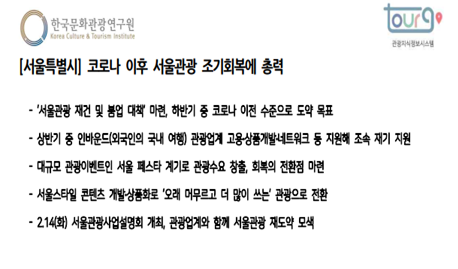 한국문화관광연구원
Korea Culture & Tourism Institute
tourgo
관광지식정보시스템
[서울특별시] 코로나 이후 서울관광 조기회복에 총력
- '서울관광 재건 및 붐업 대책' 마련, 하반기 중 코로나 이전 수준으로 도약 목표
- 상반기 중 인바운드(외국인의 국내 여행) 관광업계 고용·상품개발·네트워크 등 지원해 조속 재기 지원
- 대규모 관광이벤트인 서울 페스타 계기로 관광수요 창출, 회복의 전환점 마련
- 서울스타일 콘텐츠 개발·상품화로 '오래 머무르고 더 많이 쓰는' 관광으로 전환
- 2.14(화) 서울관광사업설명회 개최, 관광업계와 함께 서울관광 재도약 모색